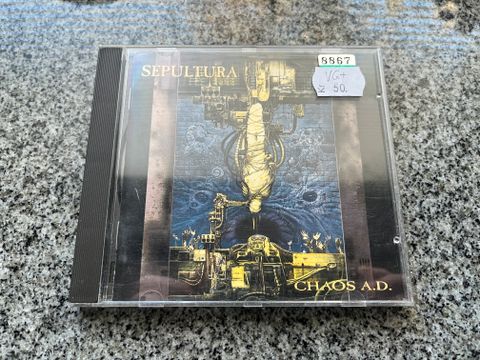 SEPULTURA
8867
VG+
50.
CHAOS A.D.